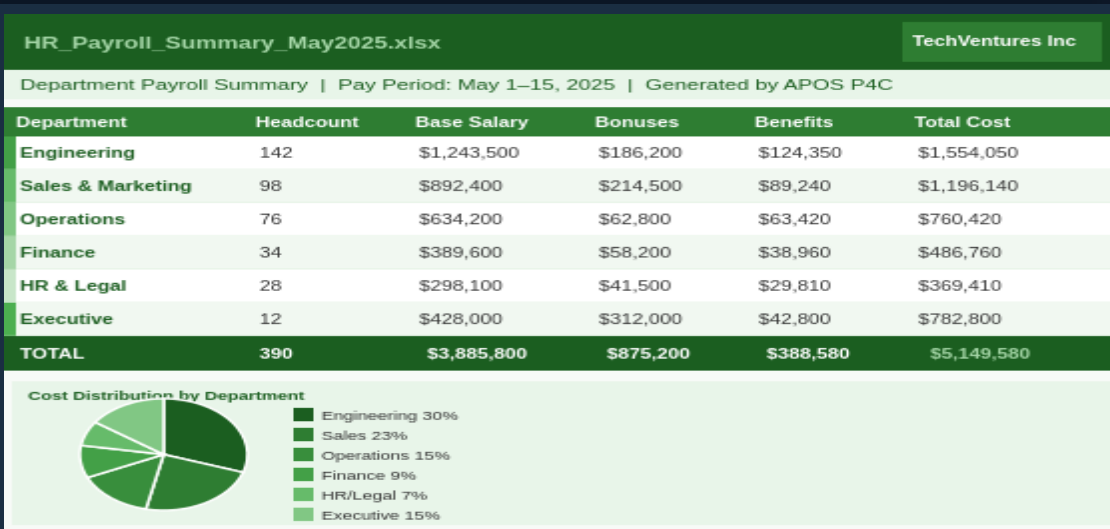 HR_Payroll_Summary_May2025.xlsx TechVentures Inc
Department Payroll Summary | Pay Period: May 1–15, 2025 | Generated by APOS P4C
Department Headcount Base Salary Bonuses Benefits Total Cost
Engineering 142 $1,243,500 $186,200 $124,350 $1,554,050
Sales & Marketing 98 $892,400 $214,500 $89,240 $1,196,140
Operations 76 $634,200 $62,800 $63,420 $760,420
Finance 34 $389,600 $58,200 $38,960 $486,760
HR & Legal 28 $298,100 $41,500 $29,810 $369,410
Executive 12 $428,000 $312,000 $42,800 $782,800
TOTAL 390 $3,885,800 $875,200 $388,580 $5,149,580
Cost Distribution by Department
Engineering 30%
Sales 23%
Operations 15%
Finance 9%
HR/Legal 7%
Executive 15%